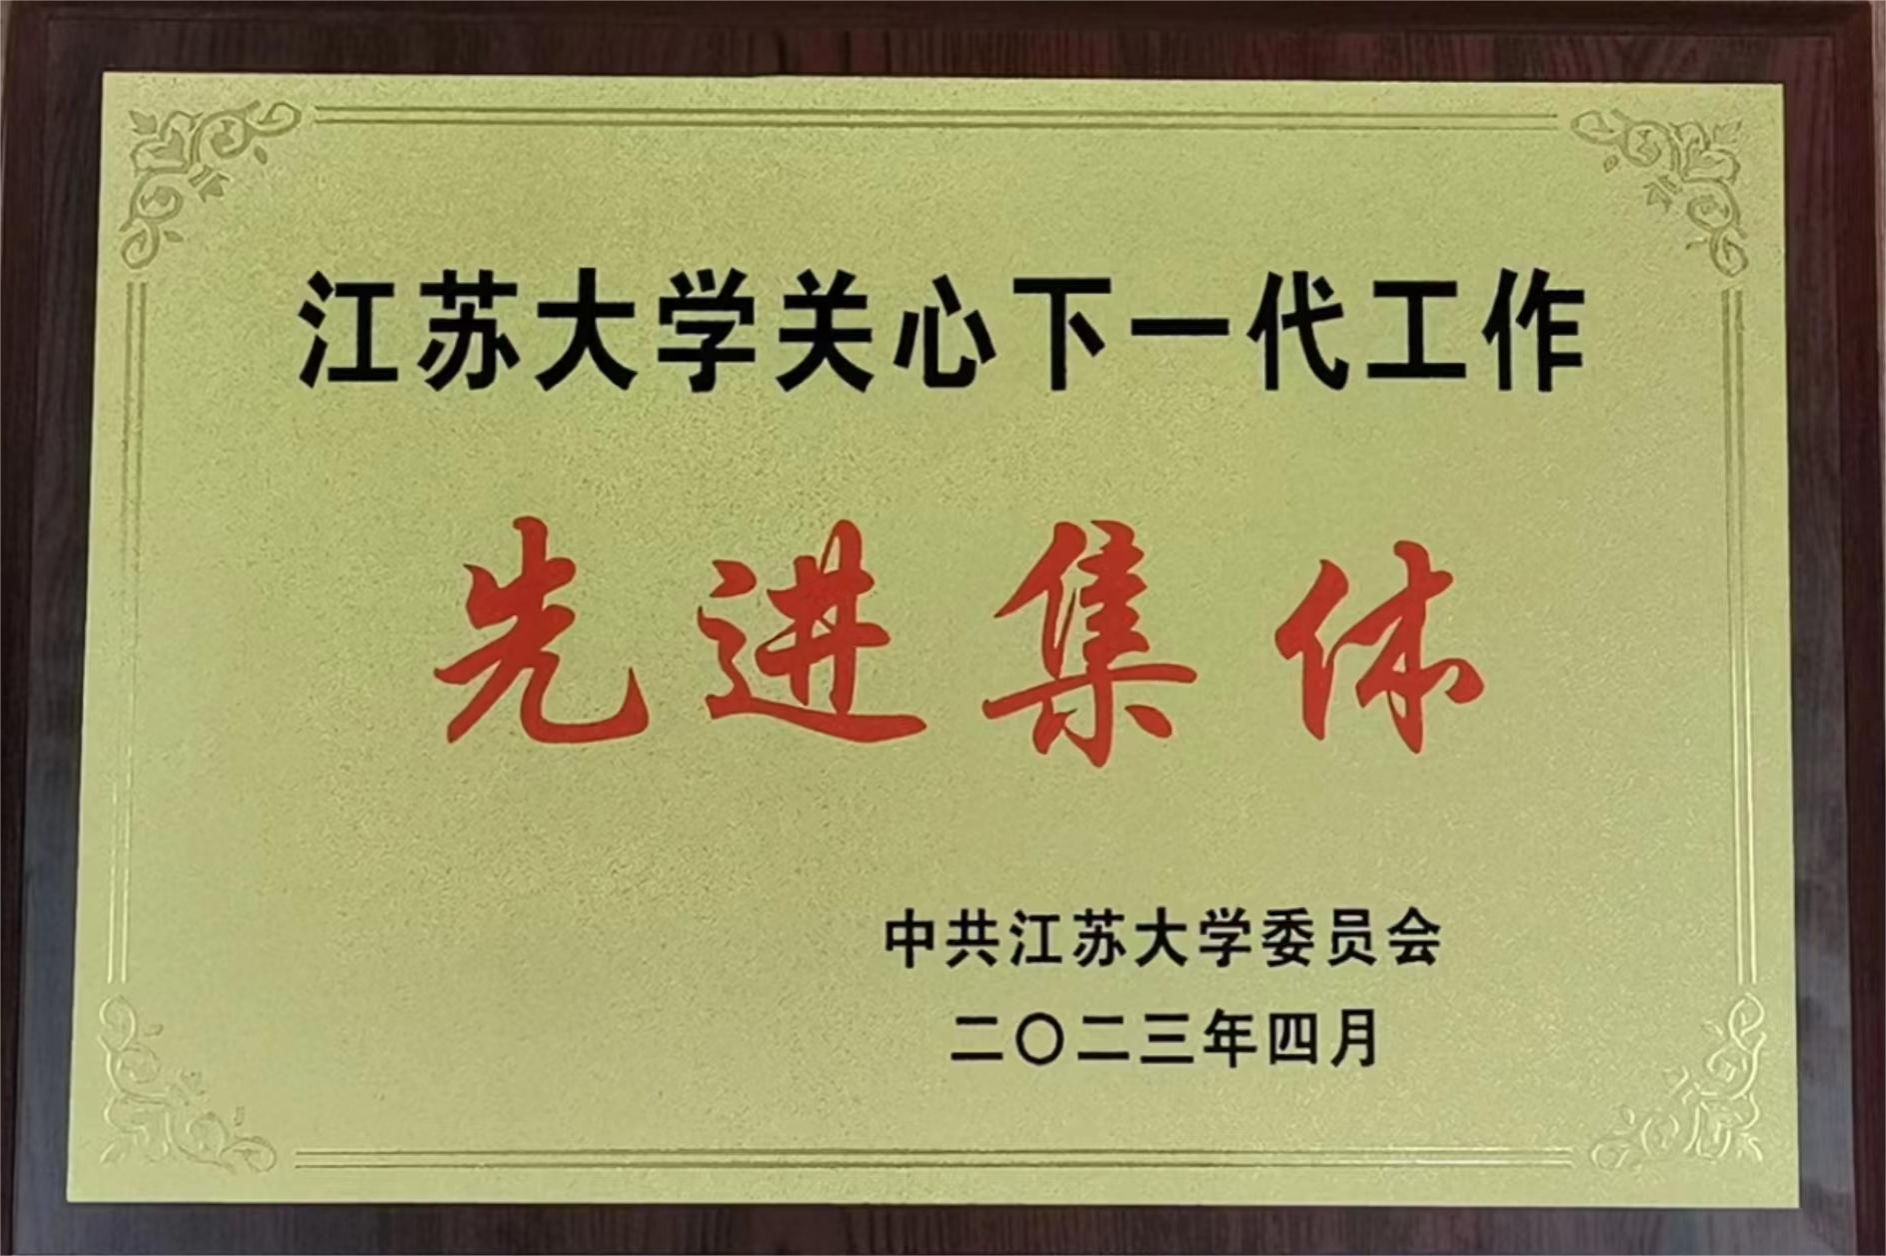 江苏大学关心下一代工作
先进集体
中共江苏大学委员会
二〇二三年四月